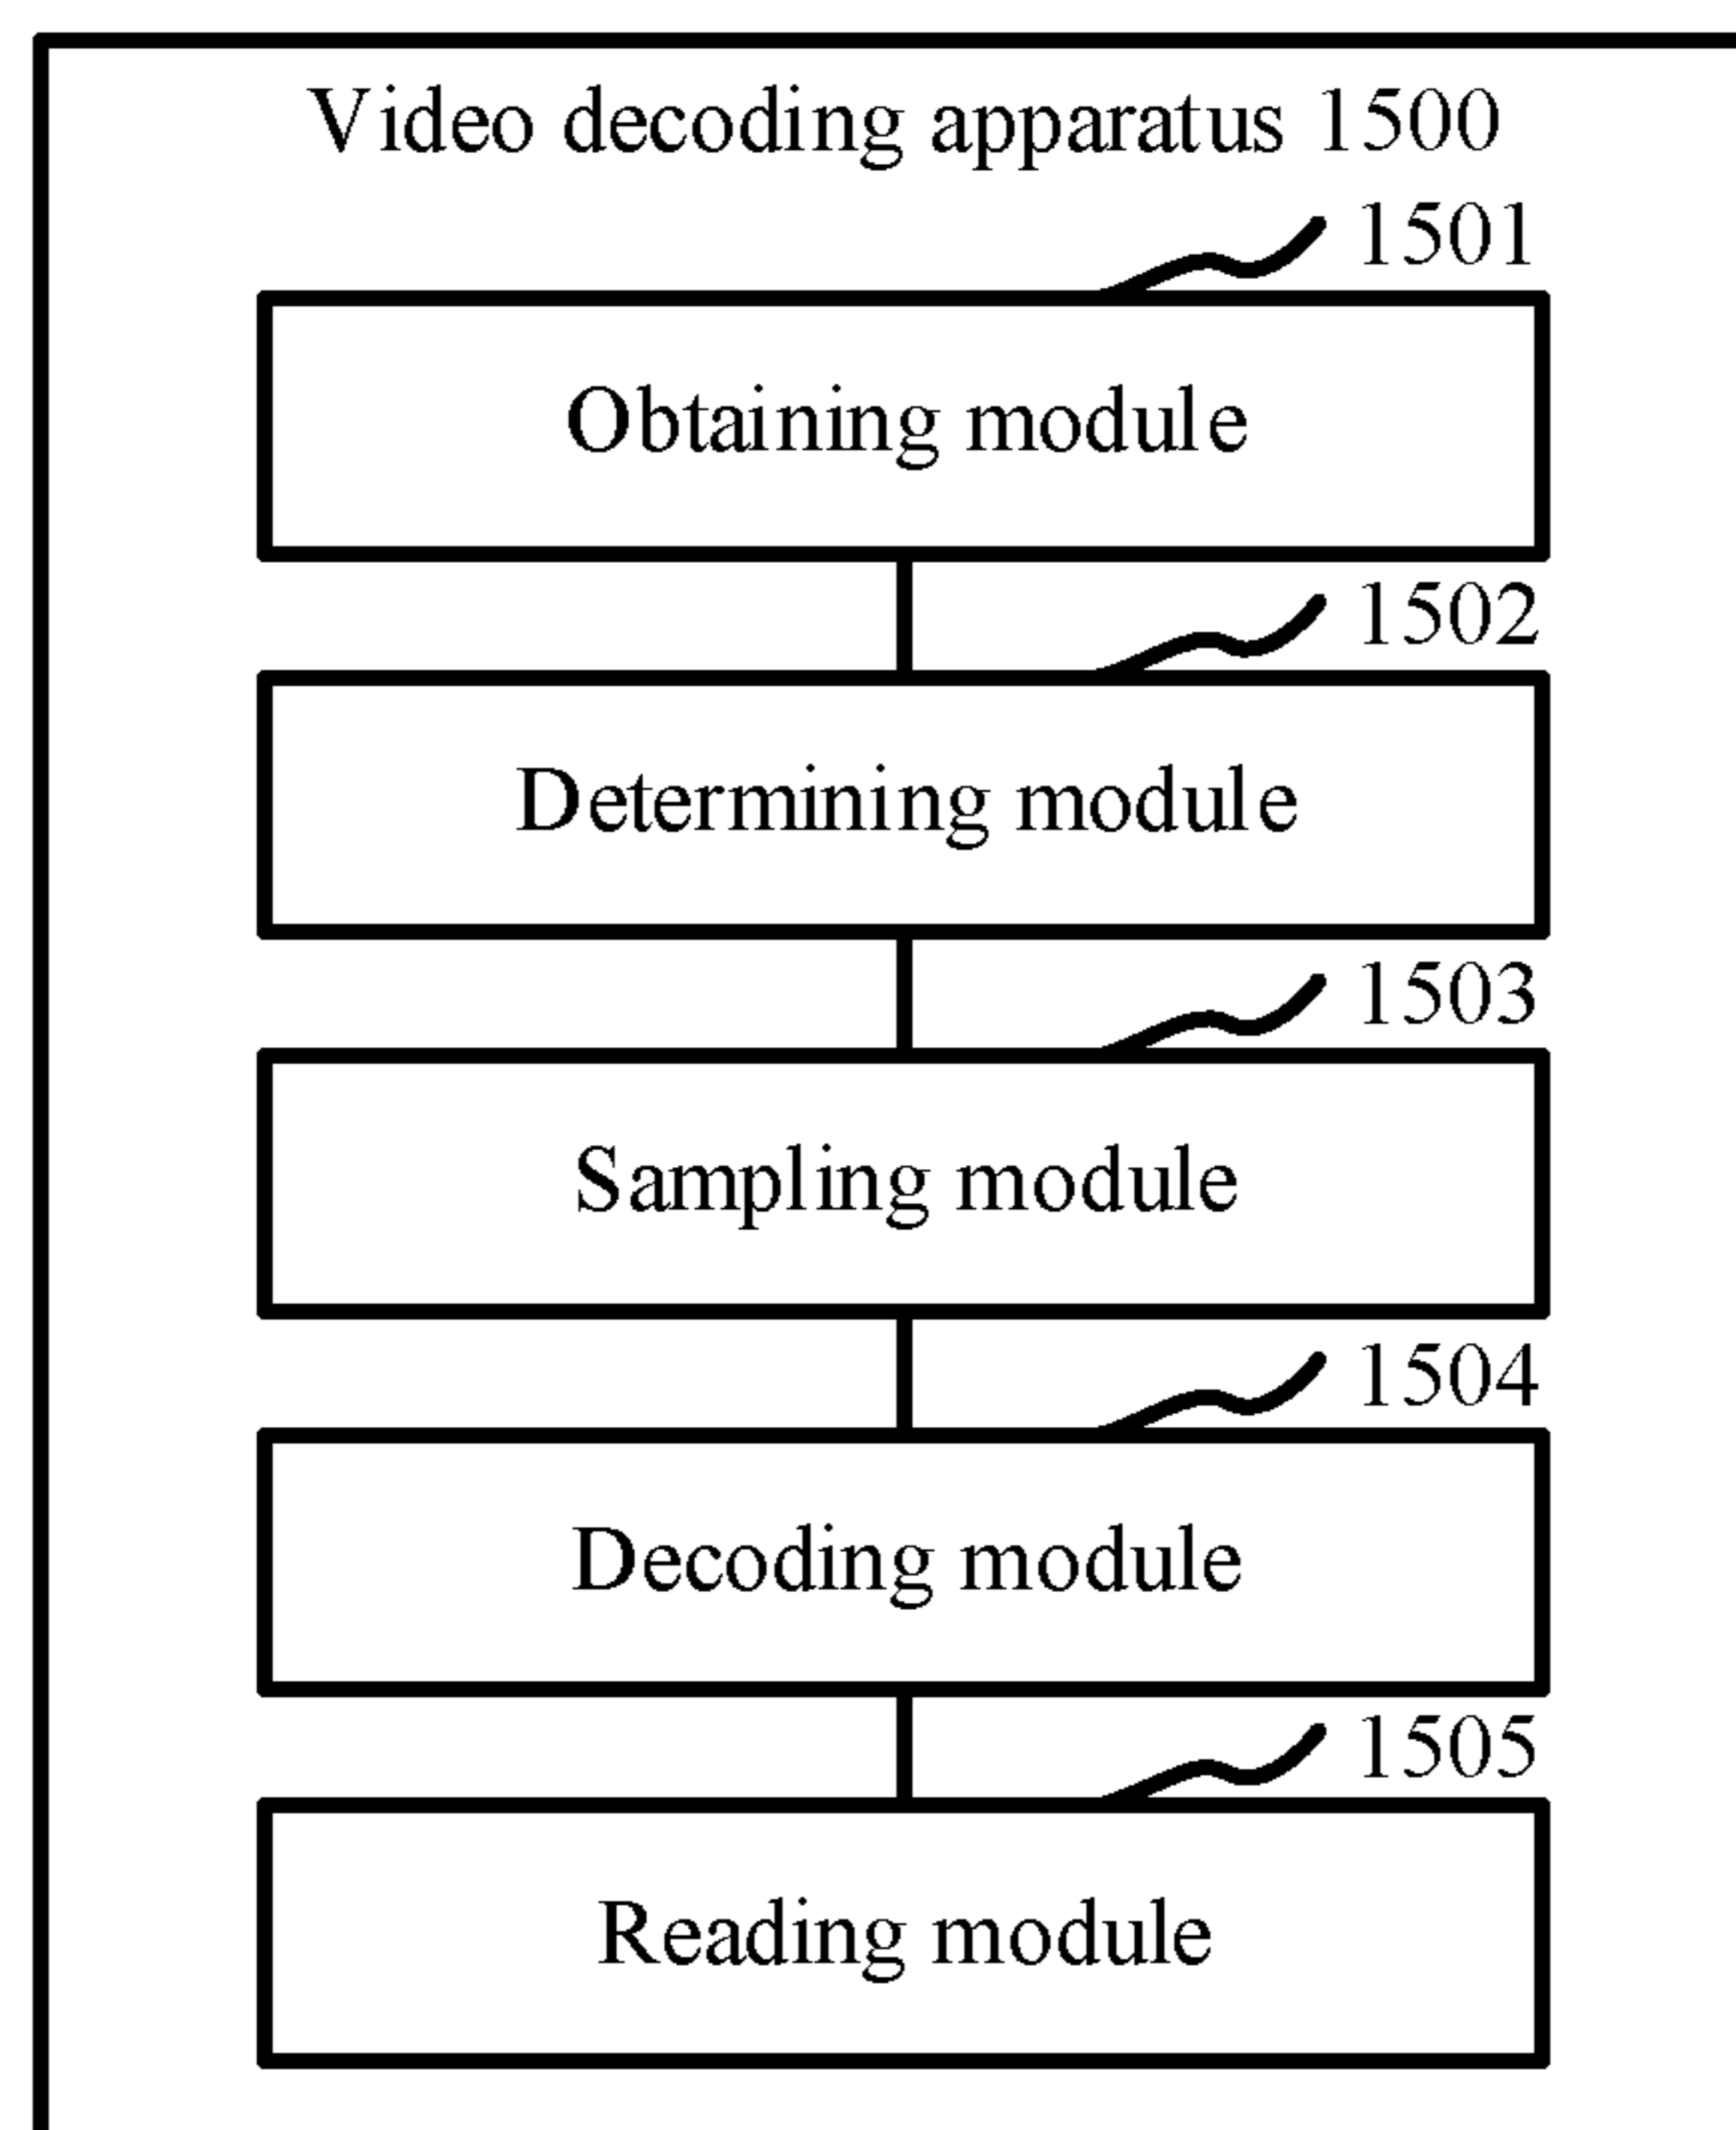 Video decoding apparatus 1500
1501
Obtaining module
1502
Determining module
1503
Sampling module
1504
Decoding module
1505
Reading module